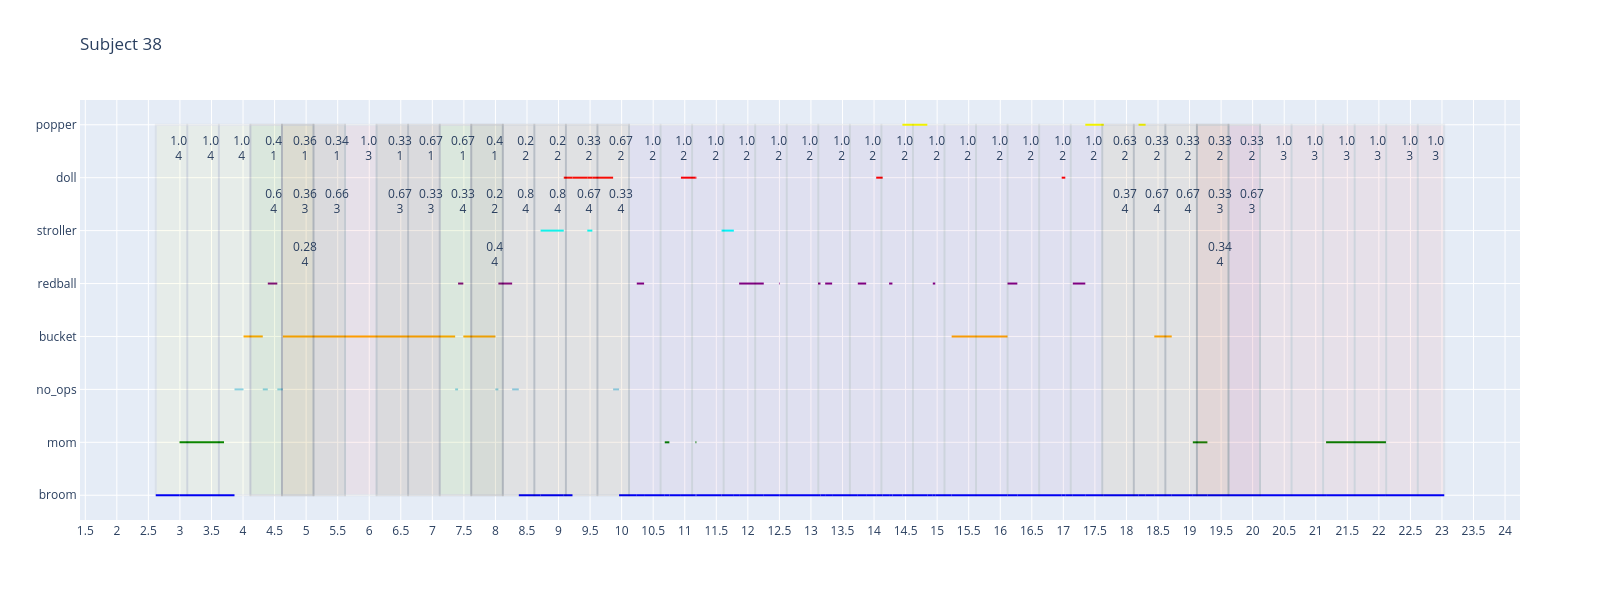 Subject 38
popper
1.0 1.0 1.0 0.4 0.36 0.34 1.0 0.33 0.67 0.67 0.4 0.2 0.2 0.33 0.67 1.0 1.0 1.0 1.0 1.0 1.0 1.0 1.0 1.0 1.0 1.0 1.0 1.0 1.0 1.0 0.63 0.33 0.33 0.33 0.33 1.0 1.0 1.0 1.0 1.0 1.0
4 4 4 1 1 1 3 1 1 1 1 2 2 2 2 2 2 2 2 2 2 2 2 2 2 2 2 2 2 2 2 2 2 2 2 3 3 3 3 3 3
doll
0.6 0.36 0.66 0.67 0.33 0.33 0.2 0.8 0.8 0.67 0.33 0.37 0.67 0.67 0.33 0.67
4 3 3 3 3 4 2 4 4 4 4 4 4 4 3 3
stroller
0.28 0.4 0.34
4 4 4
redball
bucket
no_ops
mom
broom
1.5 2 2.5 3 3.5 4 4.5 5 5.5 6 6.5 7 7.5 8 8.5 9 9.5 10 10.5 11 11.5 12 12.5 13 13.5 14 14.5 15 15.5 16 16.5 17 17.5 18 18.5 19 19.5 20 20.5 21 21.5 22 22.5 23 23.5 24